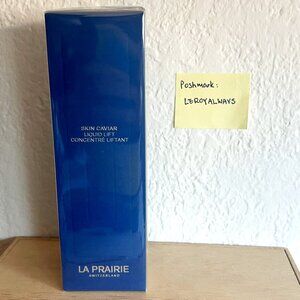 SKIN CAVIAR
LIQUID LIFT
CONCENTRÉ LIFTANT
LA PRAIRIE
SWITZERLAND
Poshmark:
LEROYALWAYS